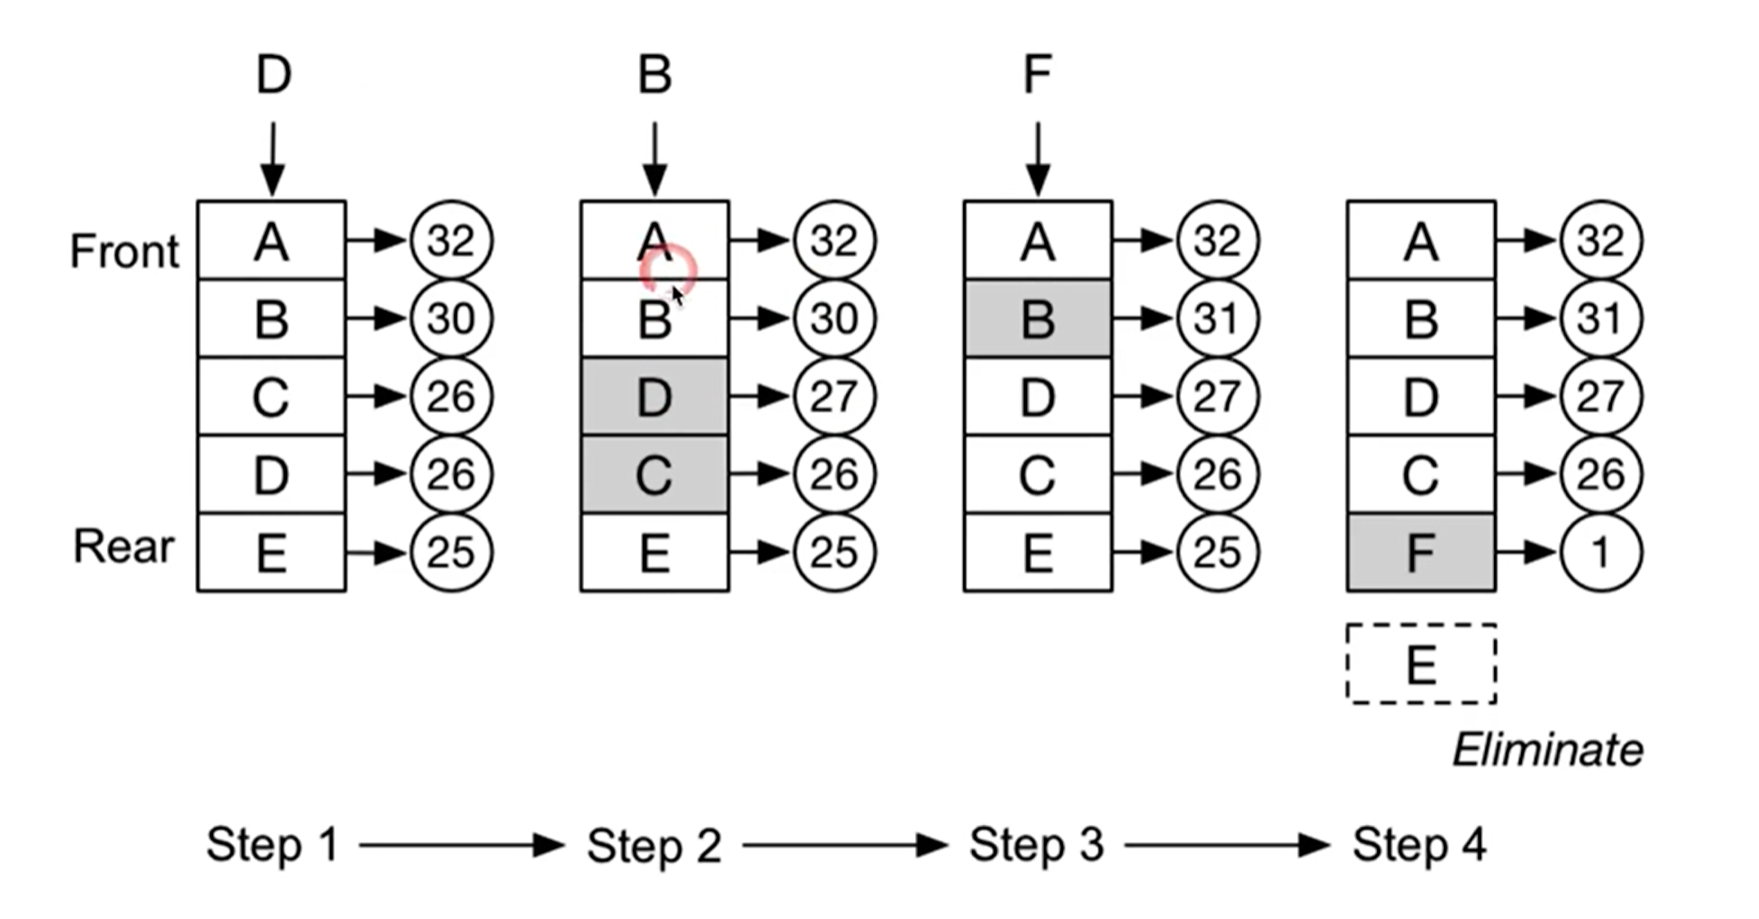 D B F
Front A 32 A 32 A 32 A 32
B 30 B 30 B 31 B 31
C 26 D 27 D 27 D 27
D 26 C 26 C 26 C 26
Rear E 25 E 25 E 25 F 1
E
Eliminate
Step 1 Step 2 Step 3 Step 4